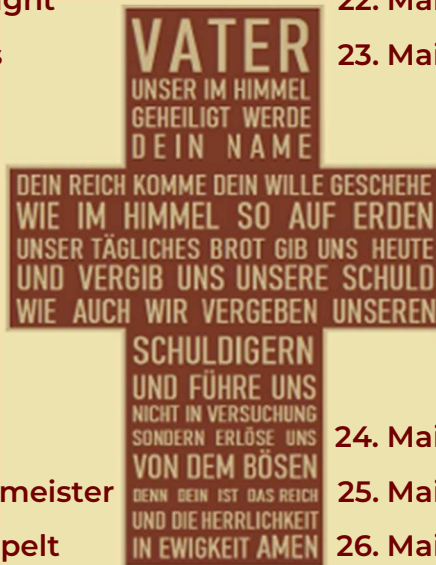 ght
22. Mai
s
23. Mai
VATER
UNSER IM HIMMEL
GEHEILIGT WERDE
DEIN NAME
DEIN REICH KOMME DEIN WILLE GESCHEHE
WIE IM HIMMEL SO AUF ERDEN
UNSER TÄGLICHES BROT GIB UNS HEUTE
UND VERGIB UNS UNSERE SCHULD
WIE AUCH WIR VERGEBEN UNSEREN
SCHULDIGERN
UND FÜHRE UNS
NICHT IN VERSUCHUNG
SONDERN ERLÖSE UNS
24. Mai
VON DEM BÖSEN
meister
DENN DEIN IST DAS REICH
25. Mai
UND DIE HERRLICHKEIT
pelt
IN EWIGKEIT AMEN
26. Mai